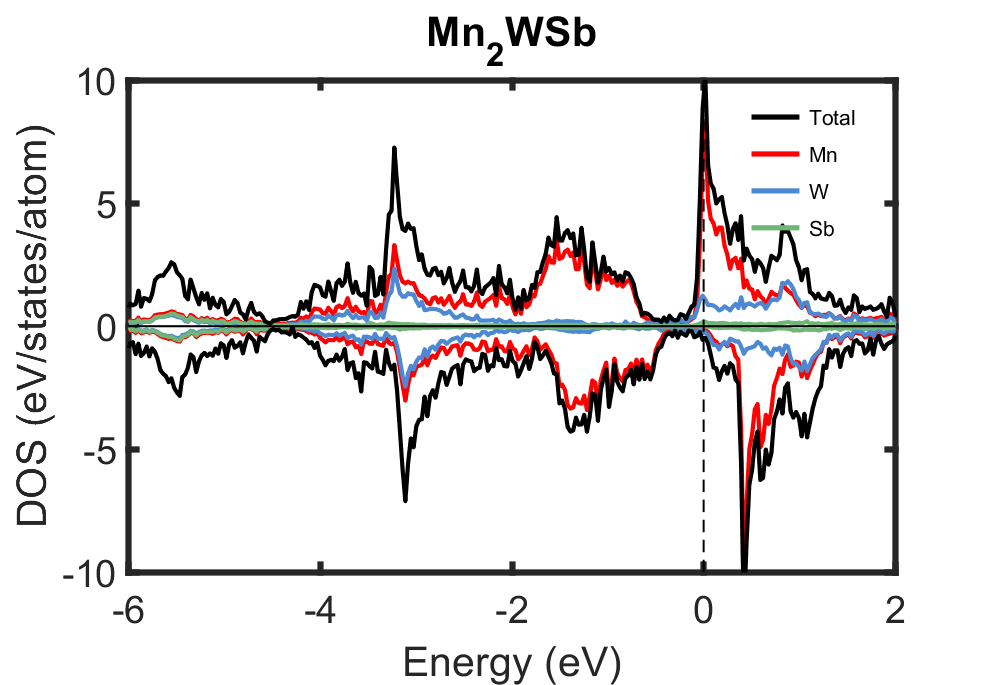 Mn2WSb
DOS (eV/states/atom)
10
5
0
-5
-10
-6
-4
-2
0
2
Energy (eV)
Total
Mn
W
Sb